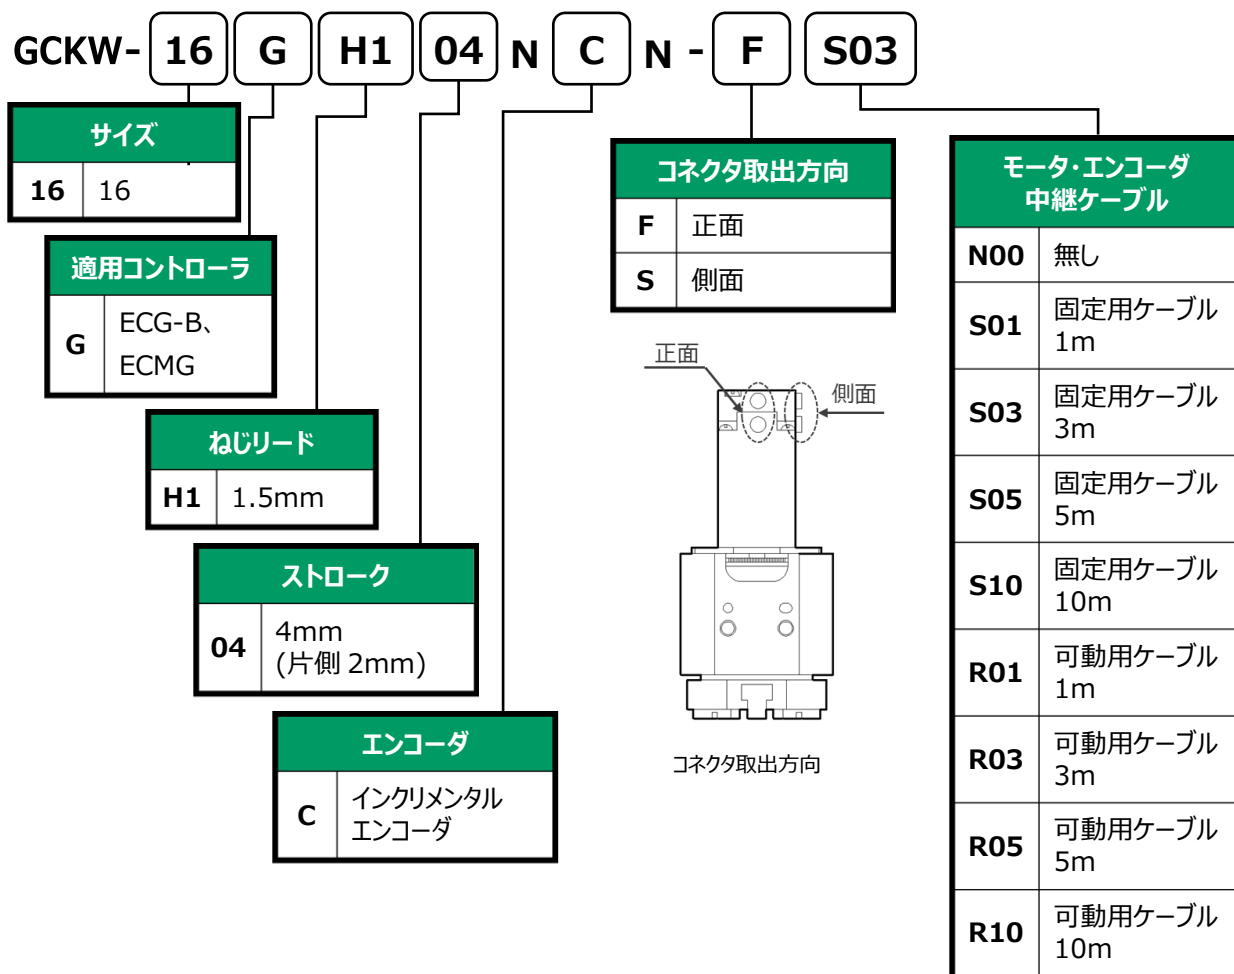 GCKW- 16 G H1 04 N C N - F S03
サイズ
16 16
適用コントローラ
G ECG-B、
ECMG
ねじリード
H1 1.5mm
ストローク
04 4mm
(片側 2mm)
エンコーダ
C インクリメンタル
エンコーダ
コネクタ取出方向
F 正面
S 側面
正面
側面
コネクタ取出方向
モータ・エンコーダ
中継ケーブル
N00 無し
S01 固定用ケーブル
1m
S03 固定用ケーブル
3m
S05 固定用ケーブル
5m
S10 固定用ケーブル
10m
R01 可動用ケーブル
1m
R03 可動用ケーブル
3m
R05 可動用ケーブル
5m
R10 可動用ケーブル
10m